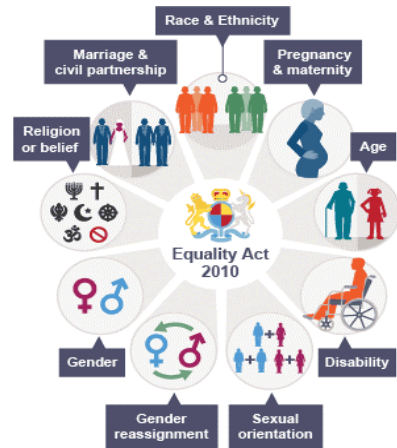 Race & Ethnicity
Marriage &
civil partnership
Pregnancy
& maternity
Religion
or belief
Age
Equality Act
2010
Gender
Disability
Gender
reassignment
Sexual
orientation